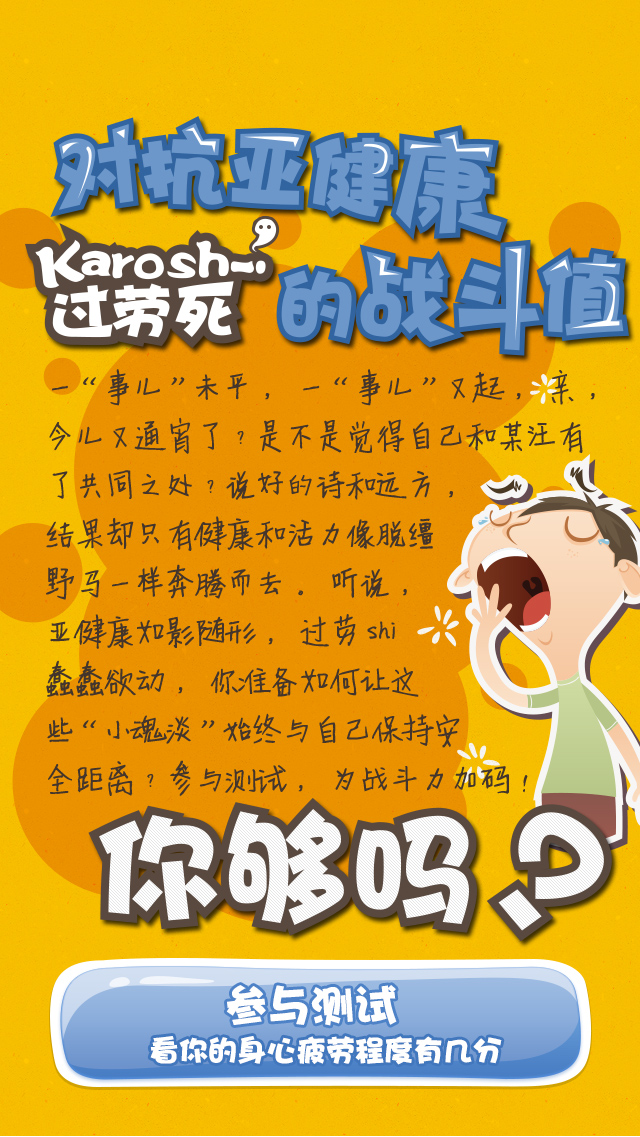 对抗亚健康
Karoshi
过劳死
的战斗值
一“事儿”未平，一“事儿”又起，亲，
今儿又通宵了？是不是觉得自己和某汪有
了共同之处？说好的诗和远方，
结果却只有健康和活力像脱缰
野马一样奔腾而去。听说，
亚健康如影随形，过劳shi
蠢蠢欲动，你准备如何让这
些“小魂淡”始终与自己保持安
全距离？参与测试，为战斗力加码！
你够吗？
参与测试
看你的身心疲劳程度有几分